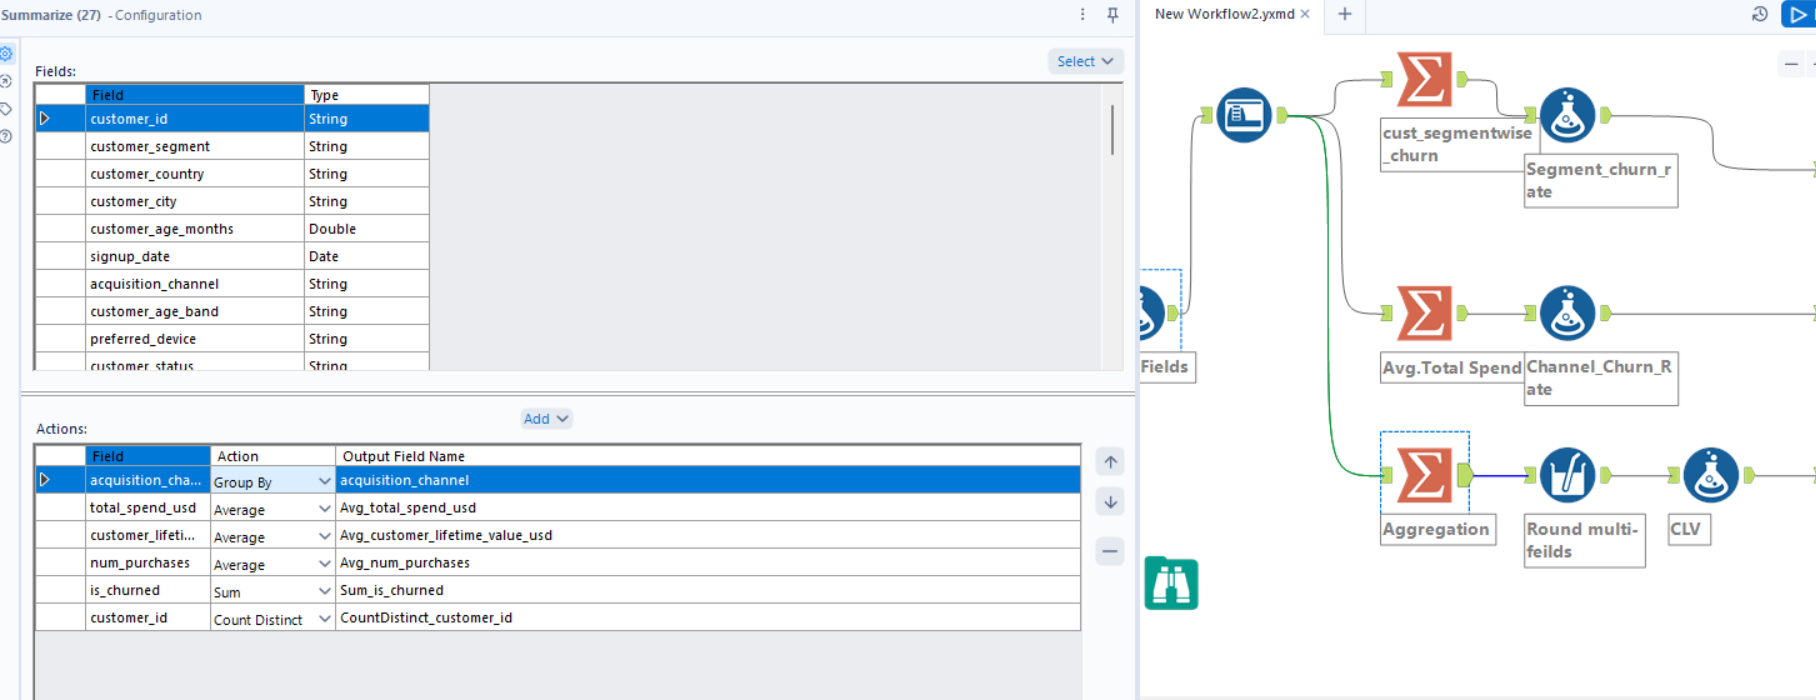 Summarize (27) - Configuration
Select
Fields:
Field Type
customer_id String
customer_segment String
customer_country String
customer_city String
customer_age_months Double
signup_date Date
acquisition_channel String
customer_age_band String
preferred_device String
customer_status String
Add
Actions:
Field Action Output Field Name
acquisition_cha... Group By acquisition_channel
total_spend_usd Average Avg_total_spend_usd
customer_lifeti... Average Avg_customer_lifetime_value_usd
num_purchases Average Avg_num_purchases
is_churned Sum Sum_is_churned
customer_id Count Distinct CountDistinct_customer_id
New Workflow2.yxmd
cust_segmentwise
_churn
Segment_churn_r
ate
Fields
Avg.Total Spend
Channel_Churn_R
ate
Aggregation
Round multi-
feilds
CLV